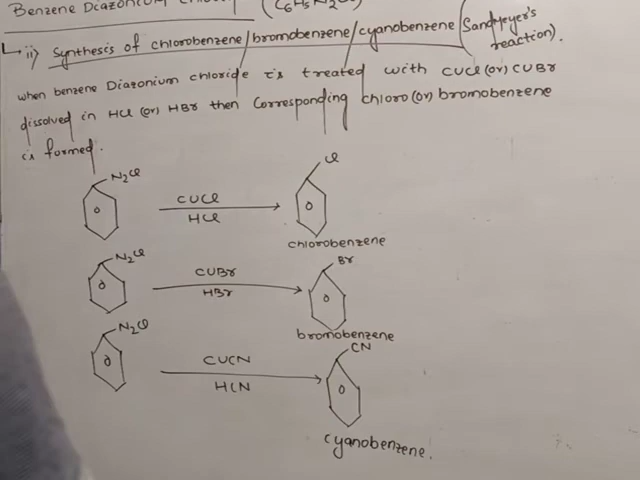 Benzene Diazonium (C6H5N2Cl)
ii) Synthesis of chlorobenzene/bromobenzene/cyanobenzene (Sandmeyer's reaction).
when benzene Diazonium chloride is treated with CUCl (or) CUBr
dissolved in HCl (or) HBr then Corresponding chloro (or) bromobenzene
is formed.
N2Cl CUCl HCl Cl
chlorobenzene
N2Cl CUBr HBr Br
bromobenzene
N2Cl CUCN HCN CN
cyanobenzene.